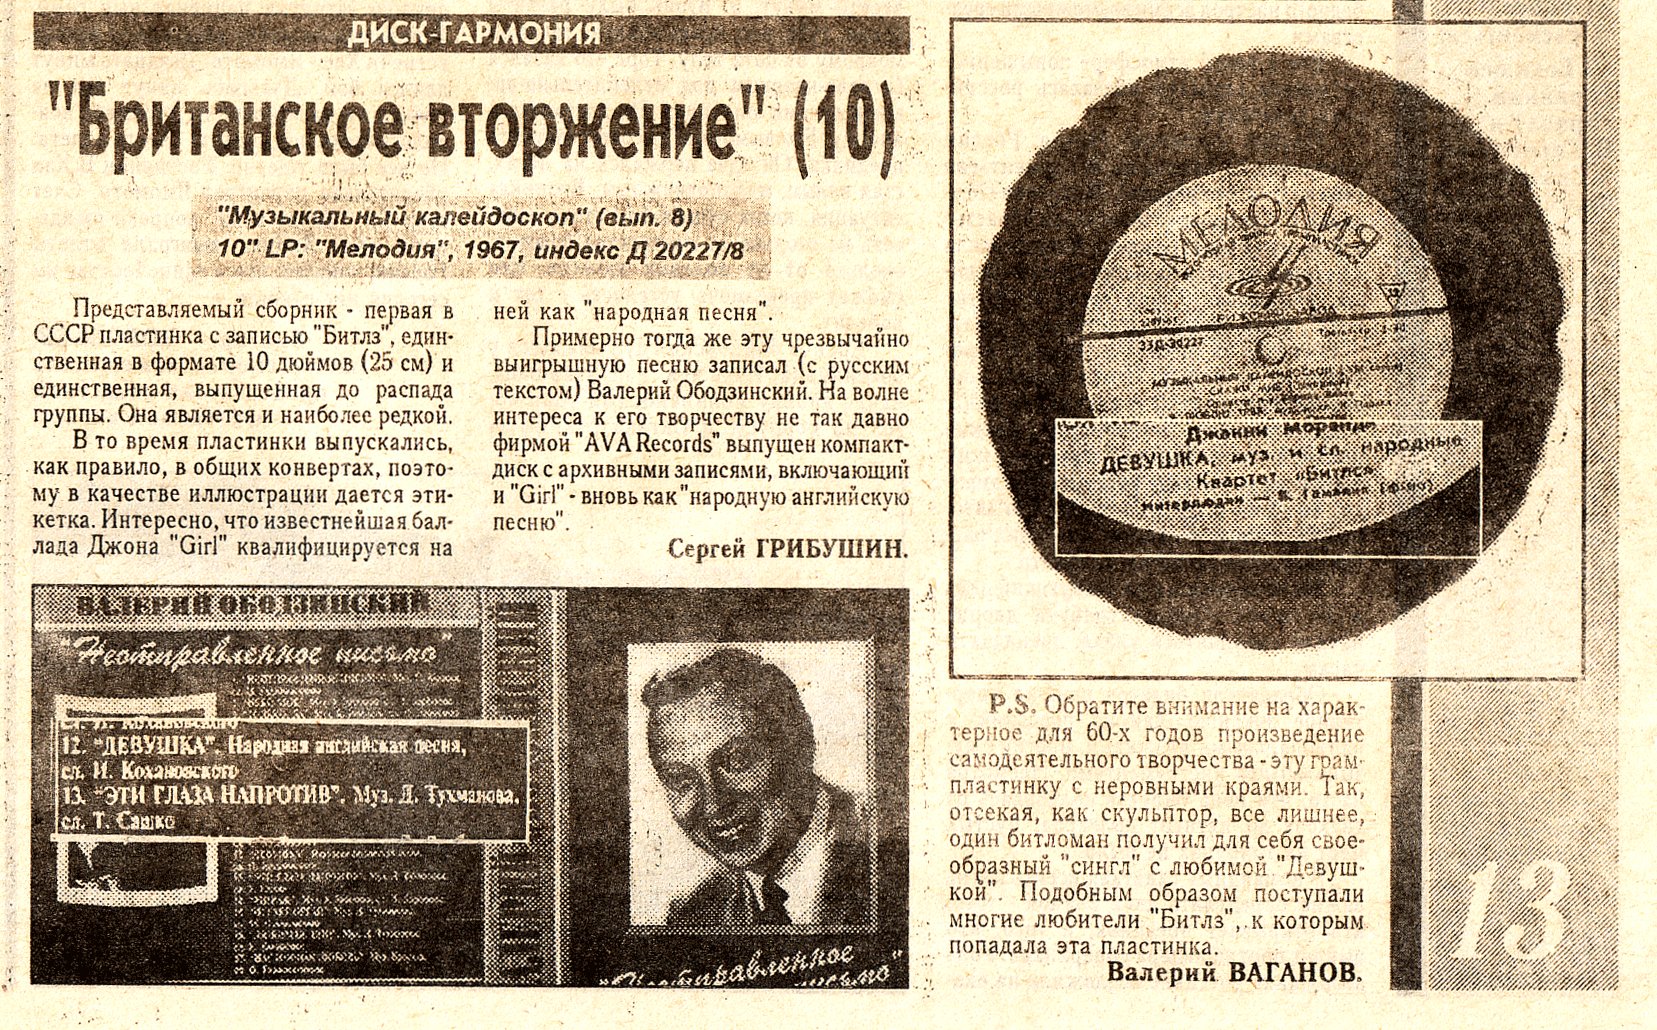 ДИСК-ГАРМОНИЯ
"Британское вторжение" (10)
"Музыкальный калейдоскоп" (вып. 8)
10" LP: "Мелодия", 1967, индекс Д 20227/8
Представляемый сборник - первая в
СССР пластинка с записью "Битлз", един-
ственная в формате 10 дюймов (25 см) и
единственная, выпущенная до распада
группы. Она является и наиболее редкой.
В то время пластинки выпускались,
как правило, в общих конвертах, поэто-
му в качестве иллюстрации дается эти-
кетка. Интересно, что известнейшая бал-
лада Джона "Girl" квалифицируется на
ней как "народная песня".
Примерно тогда же эту чрезвычайно
выигрышную песню записал (с русским
текстом) Валерий Ободзинский. На волне
интереса к его творчеству не так давно
фирмой "AVA Records" выпущен компакт-
диск с архивными записями, включающий
и "Girl" - вновь как "народную английскую
песню".
Сергей ГРИБУШИН.
ВАЛЕРИЙ ОБОДЗИНСКИЙ
"Неотправленное письмо"
12. "ДЕВУШКА". Народная английская песня,
сл. И. Кохановского
13. "ЭТИ ГЛАЗА НАПРОТИВ". Муз. Д. Тухманова,
сл. Т. Сашко
"Неотправленное
письмо"
МЕЛОДИЯ
33Д-20227
Джанни Моранди
ДЕВУШКА, муз. и сл. народные
Квартет «Битлс»
P.S. Обратите внимание на харак-
терное для 60-х годов произведение
самодеятельного творчества - эту грам-
пластинку с неровными краями. Так,
отсекая, как скульптор, все лишнее,
один битломан получил для себя свое-
образный "сингл" с любимой "Девуш-
кой". Подобным образом поступали
многие любители "Битлз", к которым
попадала эта пластинка.
Валерий ВАГАНОВ.
13